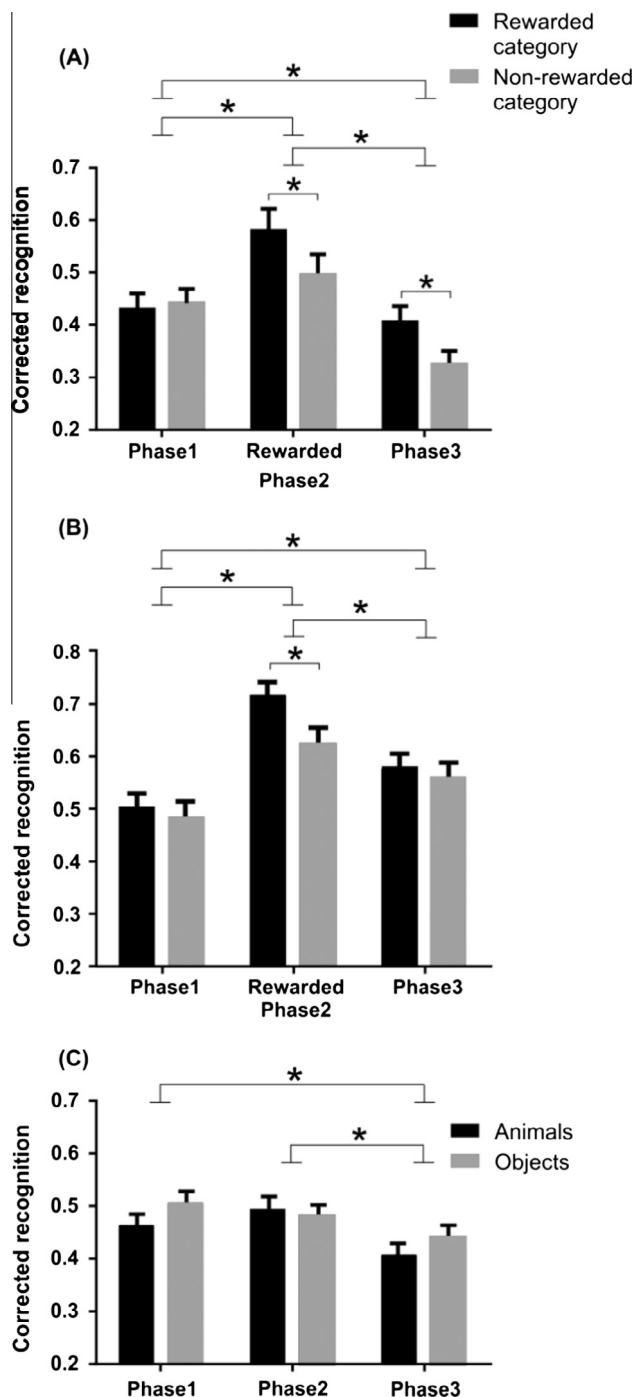 Rewarded
category
Non-rewarded
category
(A)
*
*
*
*
*
Corrected recognition
0.7
0.6
0.5
0.4
0.3
0.2
Phase1
Rewarded
Phase2
Phase3
(B)
*
*
*
*
Corrected recognition
0.8
0.7
0.6
0.5
0.4
0.3
0.2
Phase1
Rewarded
Phase2
Phase3
(C)
*
*
Animals
Objects
Corrected recognition
0.7
0.6
0.5
0.4
0.3
0.2
Phase1
Phase2
Phase3